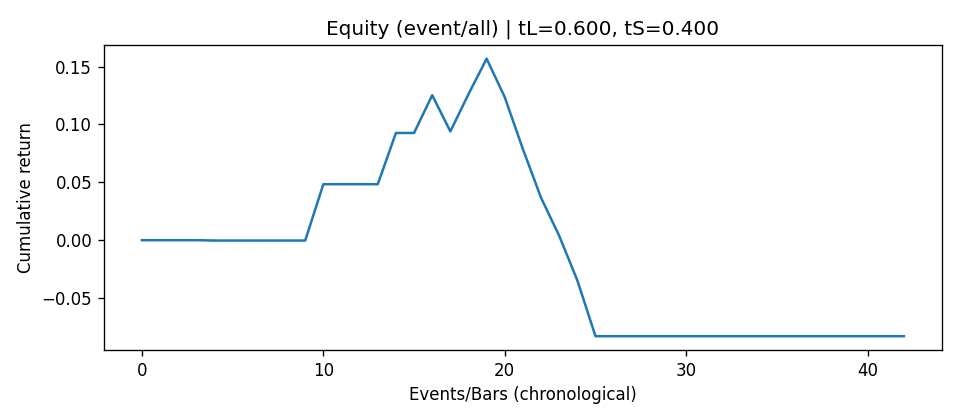 Equity (event/all) | tL=0.600, tS=0.400
Cumulative return
0.15
0.10
0.05
0.00
−0.05
0 10 20 30 40
Events/Bars (chronological)